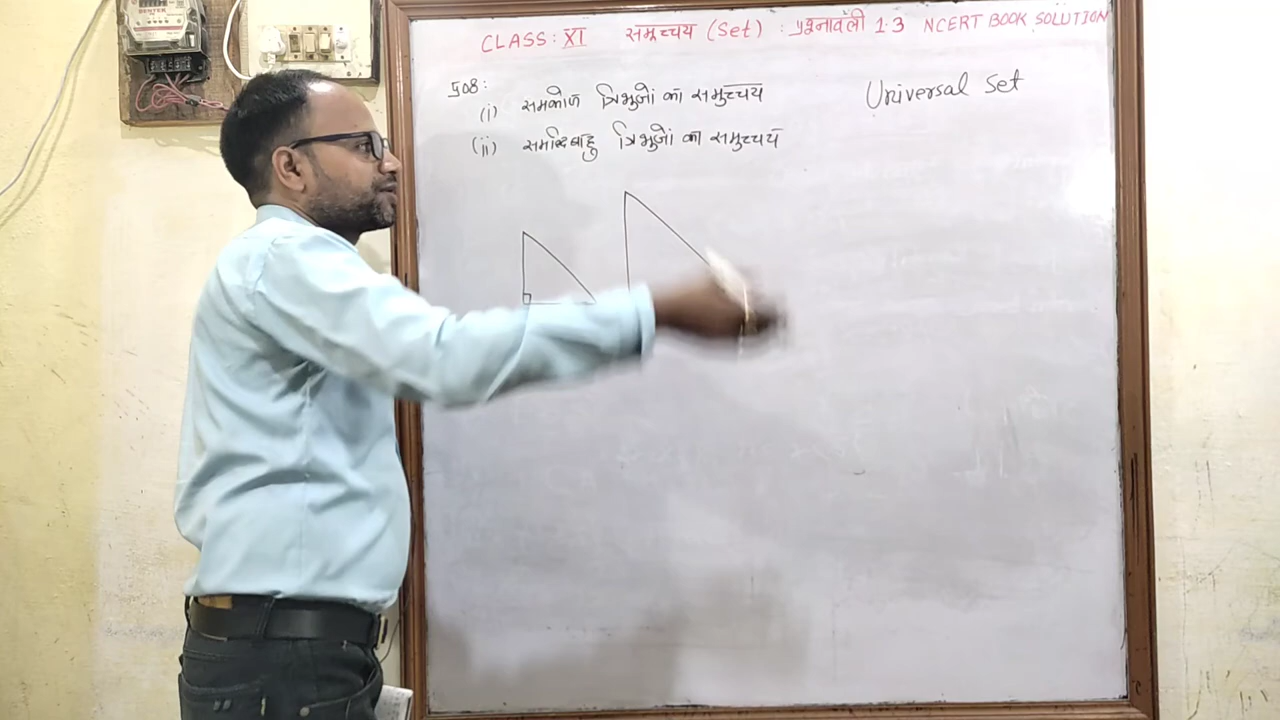 CLASS: XI समूच्चय (Set) : प्रश्नावली 1.3 NCERT BOOK SOLUTION
प्र08:
(i) समकोण त्रिभुजों का समुच्चय
(ii) समद्विबाहु त्रिभुजों का समुच्चय
Universal Set